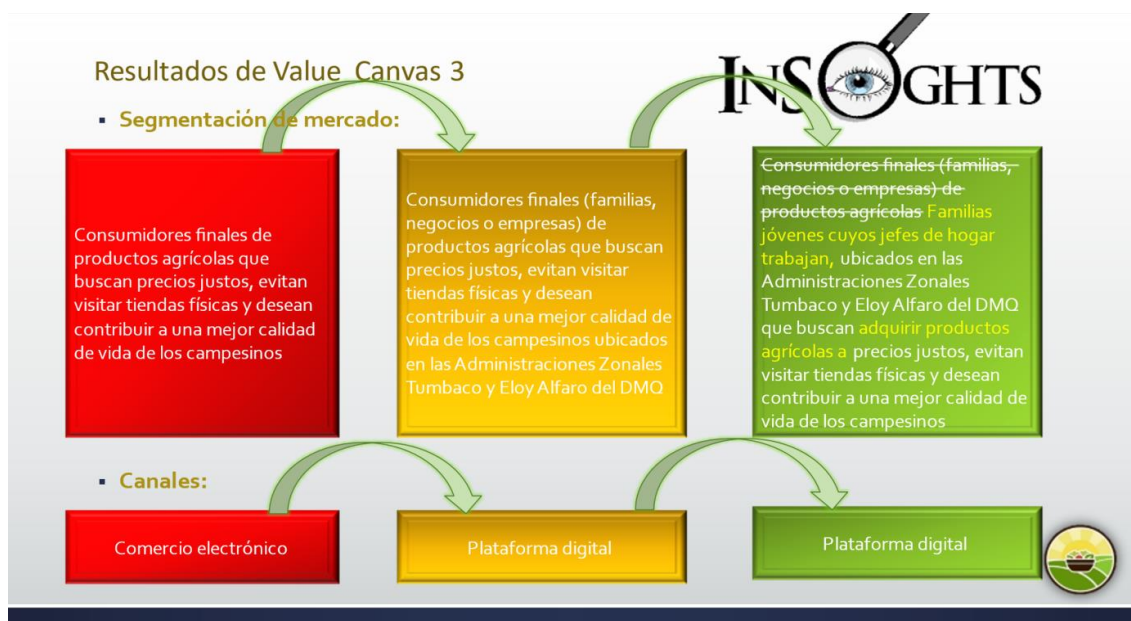 Resultados de Value Canvas 3
INSIGHTS
▪ Segmentación de mercado:
Consumidores finales de
productos agrícolas que
buscan precios justos, evitan
visitar tiendas físicas y desean
contribuir a una mejor calidad
de vida de los campesinos
Consumidores finales (familias,
negocios o empresas) de
productos agrícolas que buscan
precios justos, evitan visitar
tiendas físicas y desean
contribuir a una mejor calidad de
vida de los campesinos ubicados
en las Administraciones Zonales
Tumbaco y Eloy Alfaro del DMQ
Consumidores finales (familias,
negocios o empresas) de
productos agrícolas Familias
jóvenes cuyos jefes de hogar
trabajan, ubicados en las
Administraciones Zonales
Tumbaco y Eloy Alfaro del DMQ
que buscan adquirir productos
agrícolas a precios justos, evitan
visitar tiendas físicas y desean
contribuir a una mejor calidad de
vida de los campesinos
▪ Canales:
Comercio electrónico
Plataforma digital
Plataforma digital